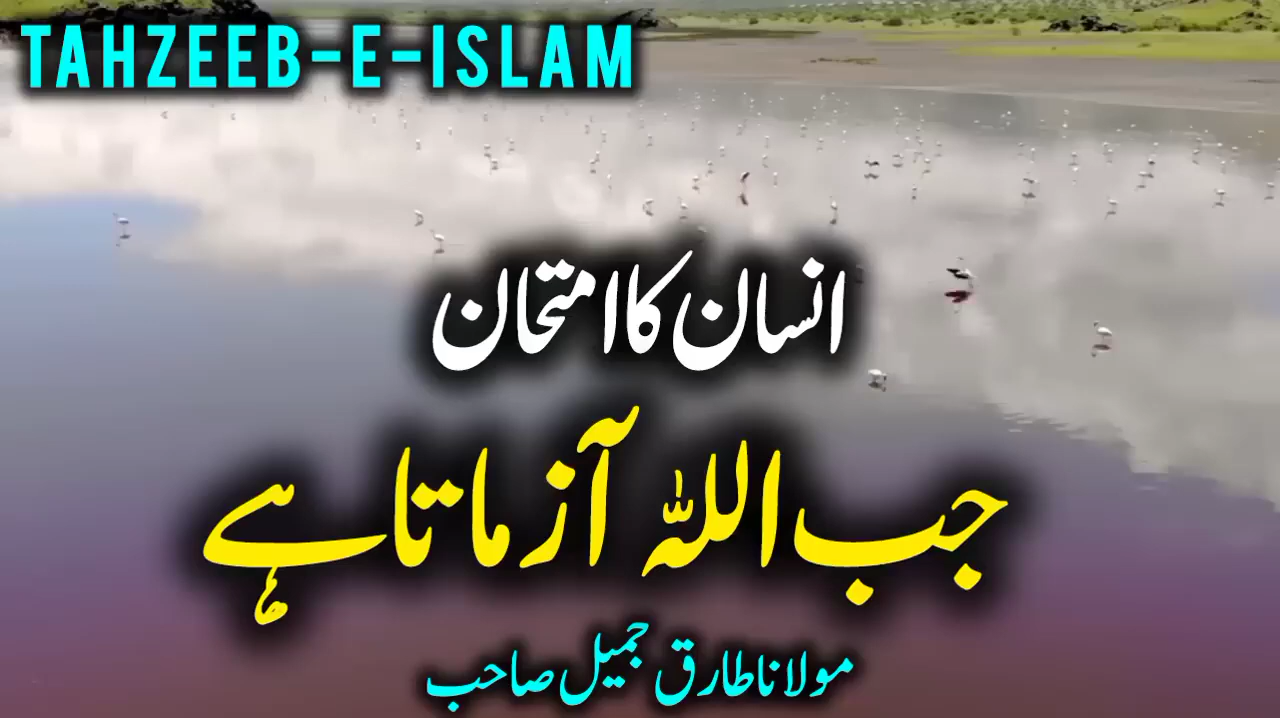 TAHZEEB-E-ISLAM
انسان کا امتحان
جب اللہ آزماتا ہے
مولانا طارق جمیل صاحب